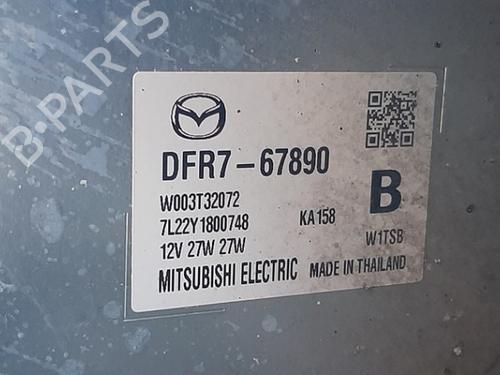 B-PARTS
DFR7-67890
W003T32072
7L22Y1800748 KA158 B
12V 27W 27W W1TSB
MITSUBISHI ELECTRIC MADE IN THAILAND